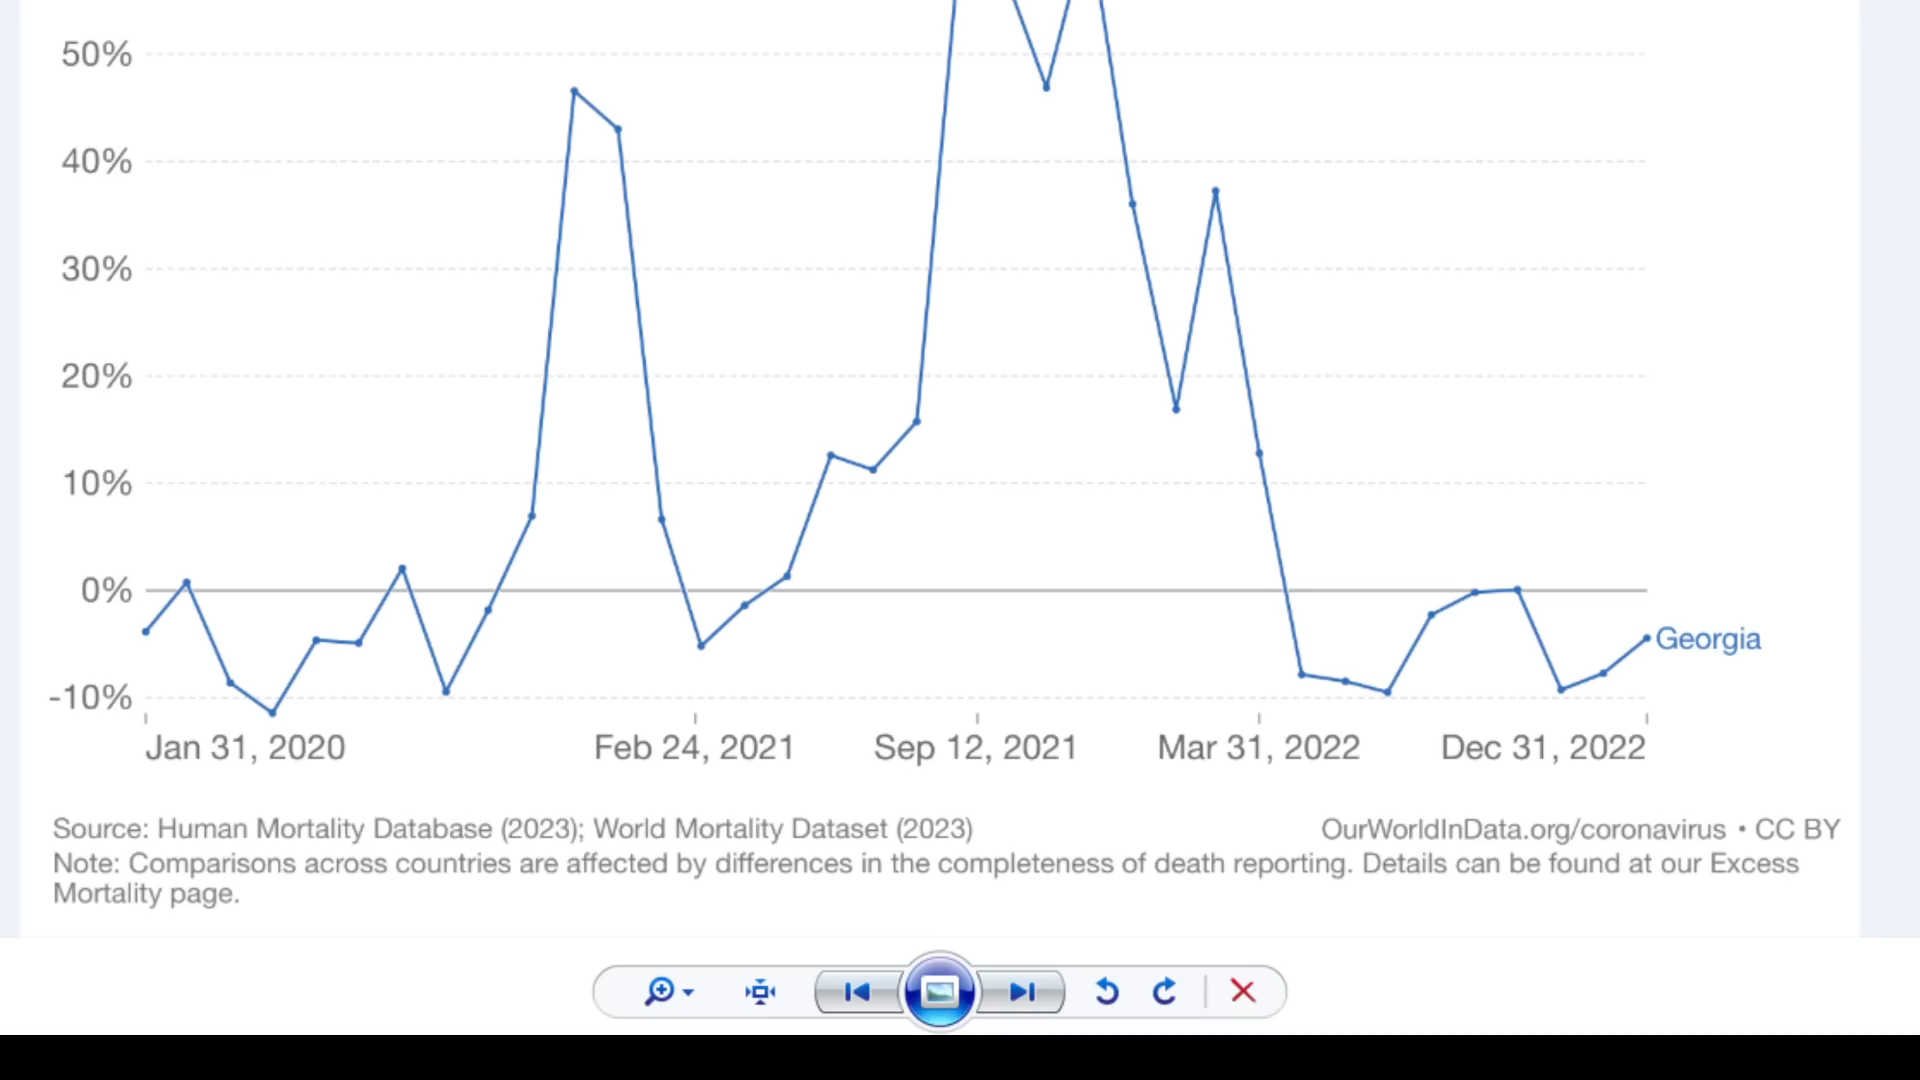 50%
40%
30%
20%
10%
0%
-10%
Georgia
Jan 31, 2020
Feb 24, 2021
Sep 12, 2021
Mar 31, 2022
Dec 31, 2022
Source: Human Mortality Database (2023); World Mortality Dataset (2023)
OurWorldInData.org/coronavirus • CC BY
Note: Comparisons across countries are affected by differences in the completeness of death reporting. Details can be found at our Excess
Mortality page.